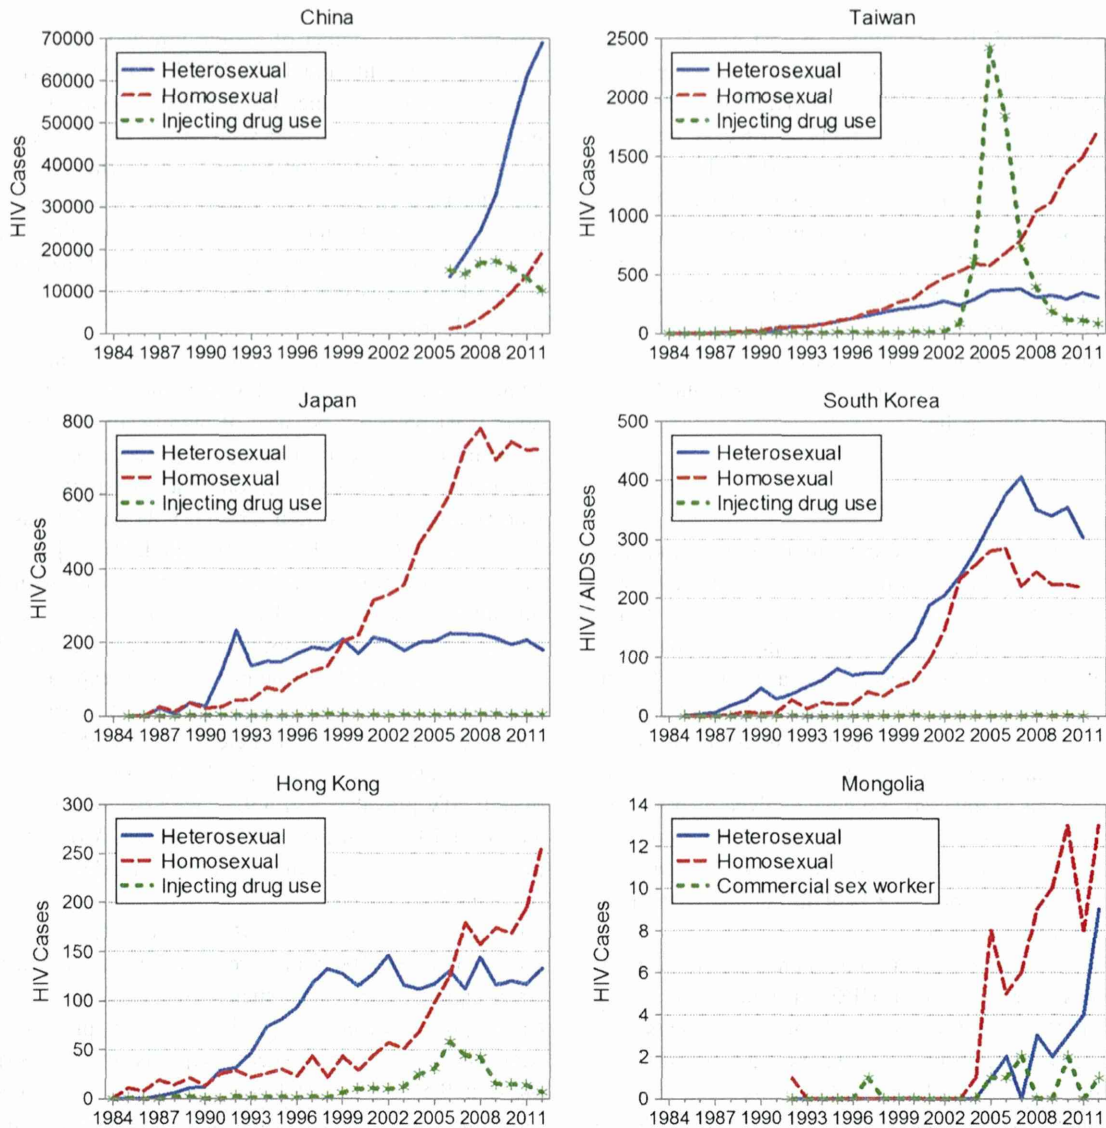 China
70000
60000
50000
40000
30000
20000
10000
0
HIV Cases
Heterosexual
Homosexual
Injecting drug use
1984 1987 1990 1993 1996 1999 2002 2005 2008 2011
Taiwan
2500
2000
1500
1000
500
0
HIV Cases
Heterosexual
Homosexual
Injecting drug use
1984 1987 1990 1993 1996 1999 2002 2005 2008 2011
Japan
800
600
400
200
0
HIV Cases
Heterosexual
Homosexual
Injecting drug use
1984 1987 1990 1993 1996 1999 2002 2005 2008 2011
South Korea
500
400
300
200
100
0
HIV / AIDS Cases
Heterosexual
Homosexual
Injecting drug use
1984 1987 1990 1993 1996 1999 2002 2005 2008 2011
Hong Kong
300
250
200
150
100
50
0
HIV Cases
Heterosexual
Homosexual
Injecting drug use
1984 1987 1990 1993 1996 1999 2002 2005 2008 2011
Mongolia
14
12
10
8
6
4
2
0
HIV Cases
Heterosexual
Homosexual
Commercial sex worker
1984 1987 1990 1993 1996 1999 2002 2005 2008 2011